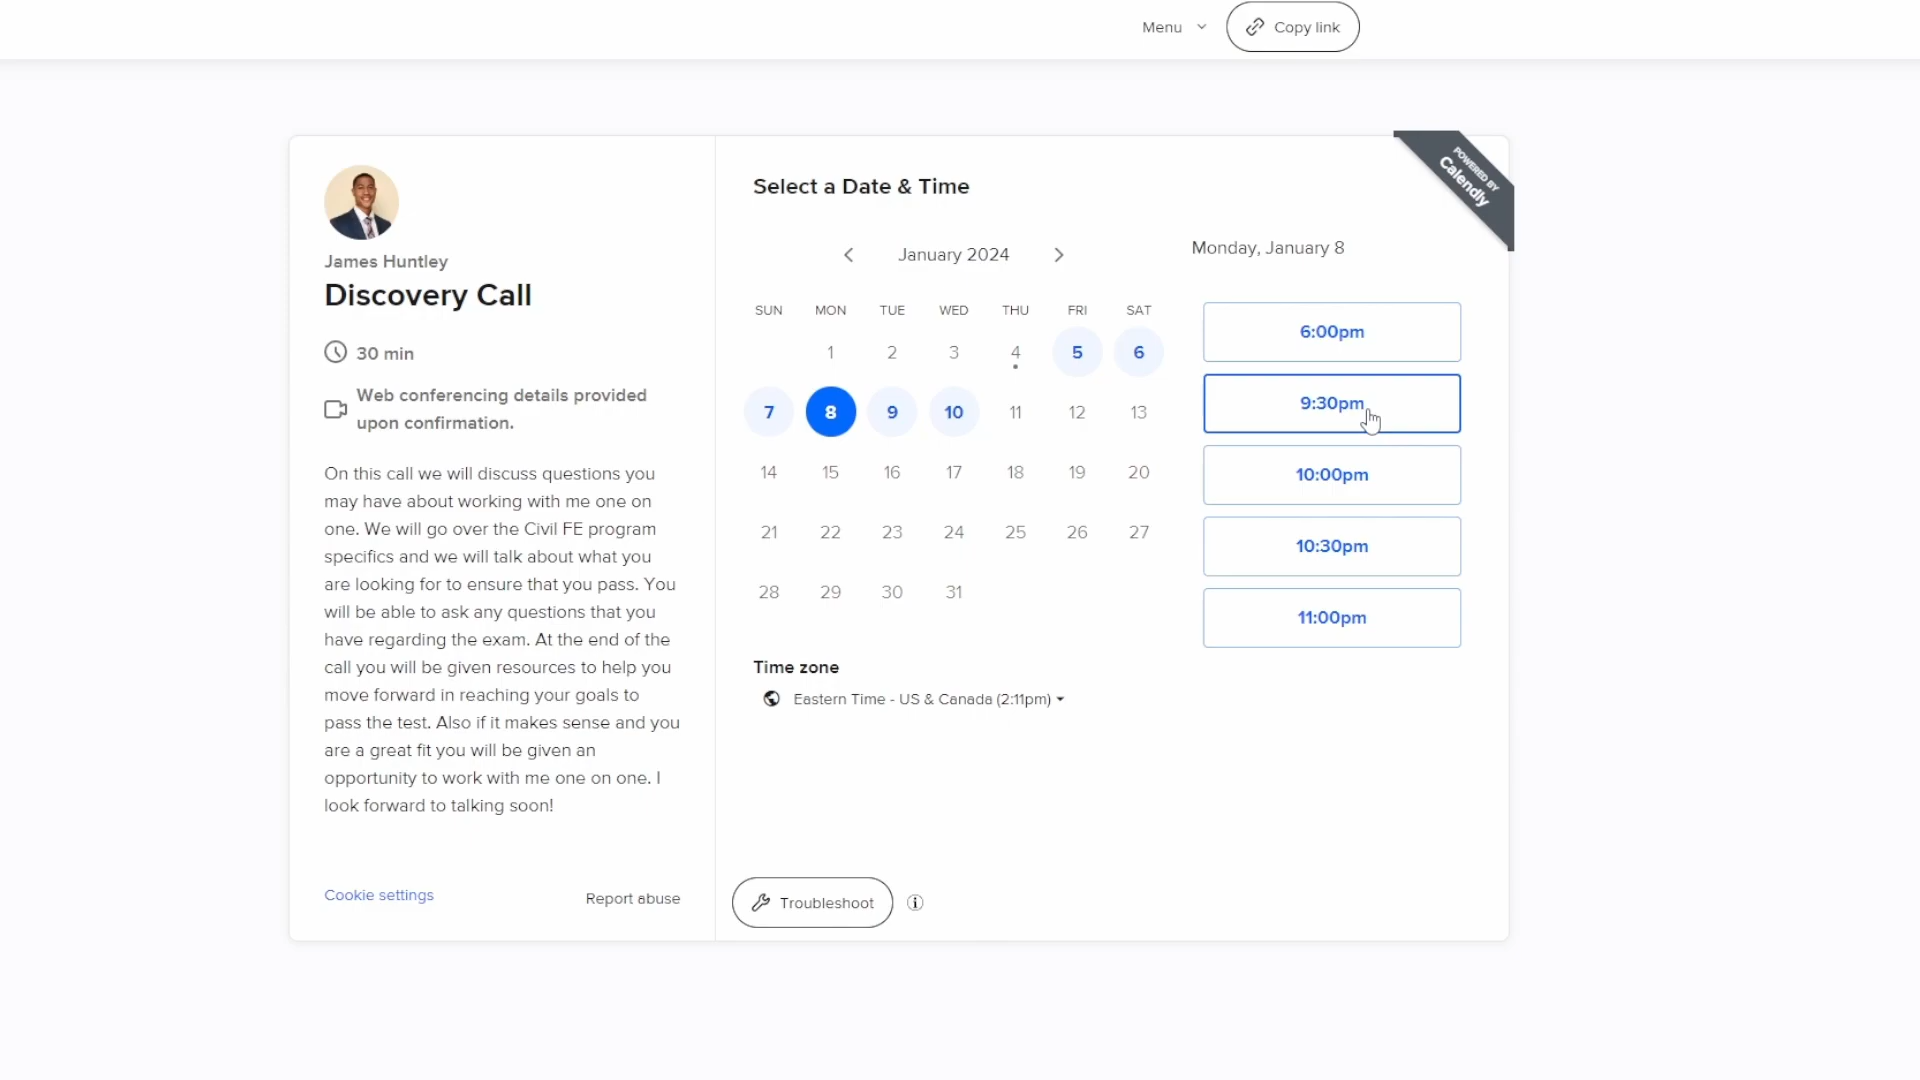 Menu
Copy link
POWERED BY
Calendly
James Huntley
Discovery Call
30 min
Web conferencing details provided
upon confirmation.
On this call we will discuss questions you
may have about working with me one on
one. We will go over the Civil FE program
specifics and we will talk about what you
are looking for to ensure that you pass. You
will be able to ask any questions that you
have regarding the exam. At the end of the
call you will be given resources to help you
move forward in reaching your goals to
pass the test. Also if it makes sense and you
are a great fit you will be given an
opportunity to work with me one on one. I
look forward to talking soon!
Cookie settings
Report abuse
Select a Date & Time
January 2024
SUN MON TUE WED THU FRI SAT
1 2 3 4 5 6
7 8 9 10 11 12 13
14 15 16 17 18 19 20
21 22 23 24 25 26 27
28 29 30 31
Time zone
Eastern Time - US & Canada (2:11pm)
Troubleshoot
Monday, January 8
6:00pm
9:30pm
10:00pm
10:30pm
11:00pm